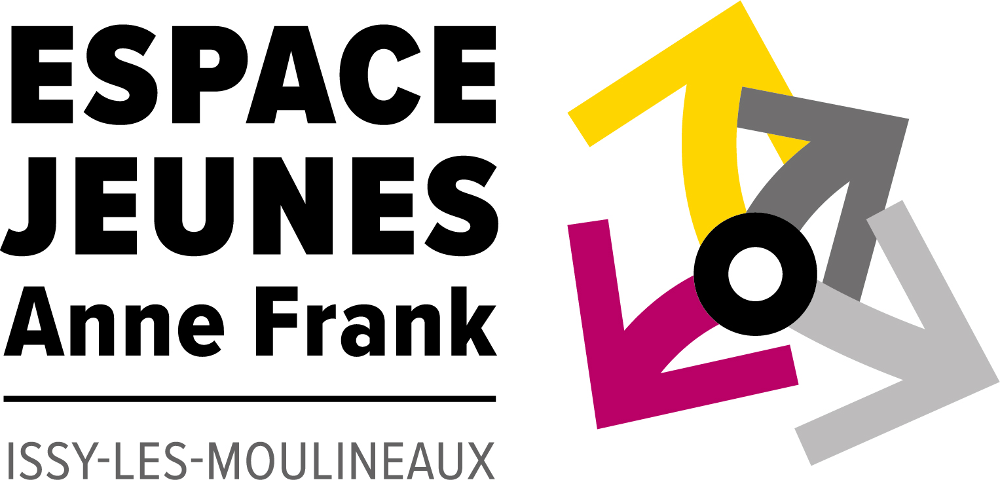 ESPACE
JEUNES
Anne Frank
ISSY-LES-MOULINEAUX